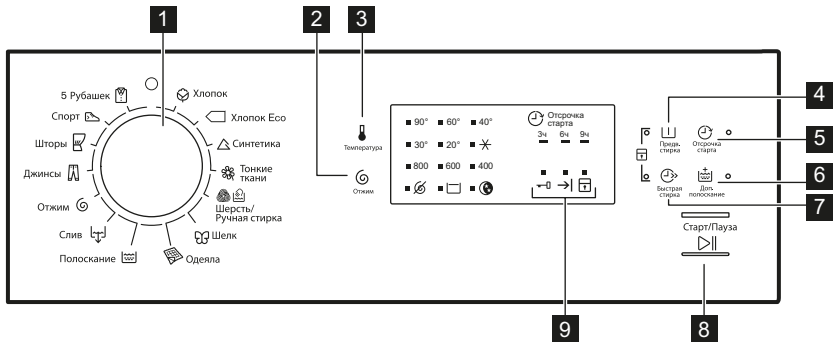 1
2
3
4
5
6
7
8
9
5 Рубашек
Спорт
Шторы
Джинсы
Отжим
Слив
Полоскание
Хлопок
Хлопок Eco
Синтетика
Тонкие
ткани
Шерсть/
Ручная стирка
Шелк
Одеяла
Температура
Отжим
90° 60° 40°
30° 20°
800 600 400
Отсрочка
старта
3ч 6ч 9ч
Предв.
стирка
Отсрочка
старта
Быстрая
стирка
Доп.
полоскание
Старт/Пауза